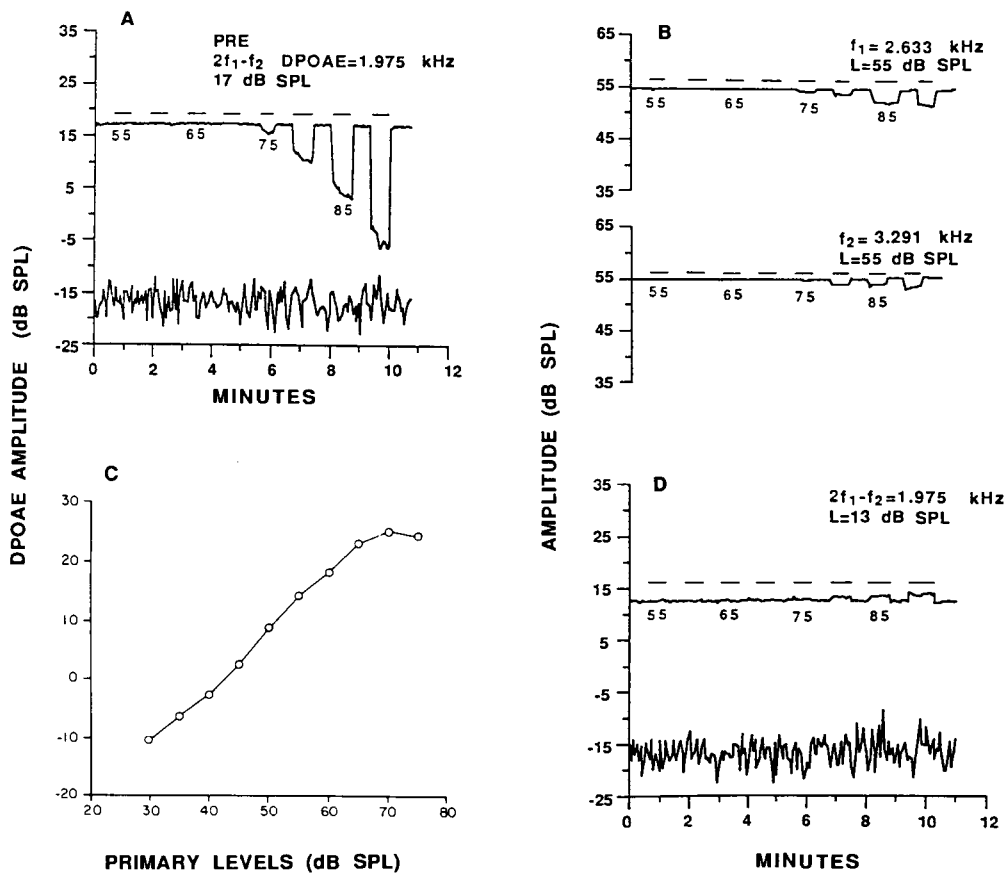 A
PRE
2f1-f2 DPOAE=1.975 kHz
17 dB SPL
35
25
15
5
-5
-15
-25
55
65
75
85
0 2 4 6 8 10 12
MINUTES
DPOAE AMPLITUDE (dB SPL)
B
f1= 2.633 kHz
L=55 dB SPL
65
55
45
35
55
65
75
85
f2= 3.291 kHz
L=55 dB SPL
65
55
45
35
55
65
75
85
AMPLITUDE (dB SPL)
C
30
20
10
0
-10
-20
20 30 40 50 60 70 80
PRIMARY LEVELS (dB SPL)
D
2f1-f2=1.975 kHz
L=13 dB SPL
35
25
15
5
-5
-15
-25
55
65
75
85
0 2 4 6 8 10 12
MINUTES